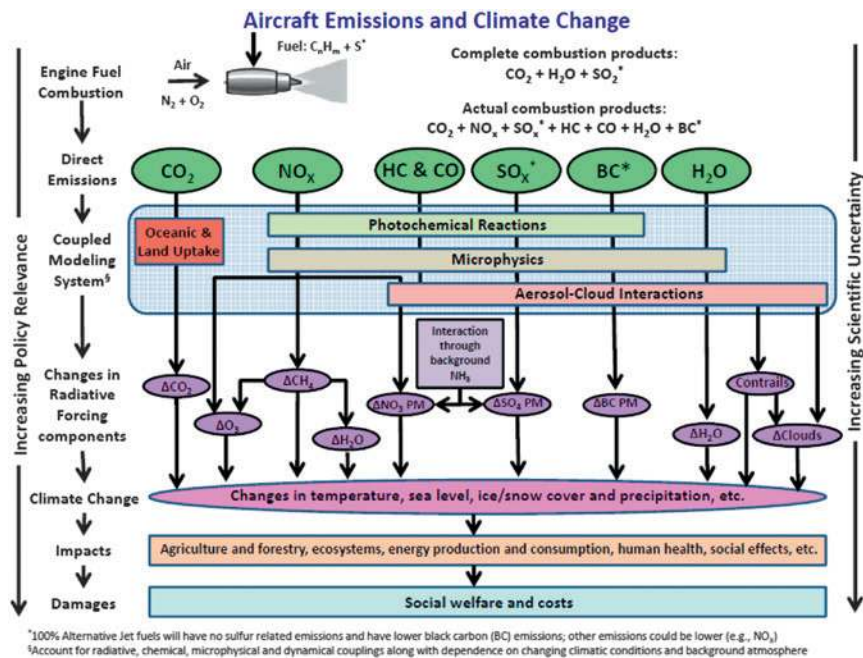 Aircraft Emissions and Climate Change
Fuel: CₙHₘ + S*
Engine Fuel
Combustion
Air
N₂ + O₂
Complete combustion products:
CO₂ + H₂O + SO₂*
Actual combustion products:
CO₂ + NOₓ + SOₓ* + HC + CO + H₂O + BC*
Direct
Emissions
CO₂
NOₓ
HC & CO
SOₓ*
BC*
H₂O
Coupled
Modeling
System§
Oceanic &
Land Uptake
Photochemical Reactions
Microphysics
Aerosol-Cloud Interactions
Interaction
through
background
NH₃
Changes in
Radiative
Forcing
components
ΔCO₂
ΔCH₄
ΔO₃
ΔH₂O
ΔNO₃ PM
ΔSO₄ PM
ΔBC PM
ΔH₂O
Contrails
ΔClouds
Climate Change
Changes in temperature, sea level, ice/snow cover and precipitation, etc.
Impacts
Agriculture and forestry, ecosystems, energy production and consumption, human health, social effects, etc.
Damages
Social welfare and costs
Increasing Policy Relevance
Increasing Scientific Uncertainty
*100% Alternative Jet fuels will have no sulfur related emissions and have lower black carbon (BC) emissions; other emissions could be lower (e.g., NOₓ)
§Account for radiative, chemical, microphysical and dynamical couplings along with dependence on changing climatic conditions and background atmosphere